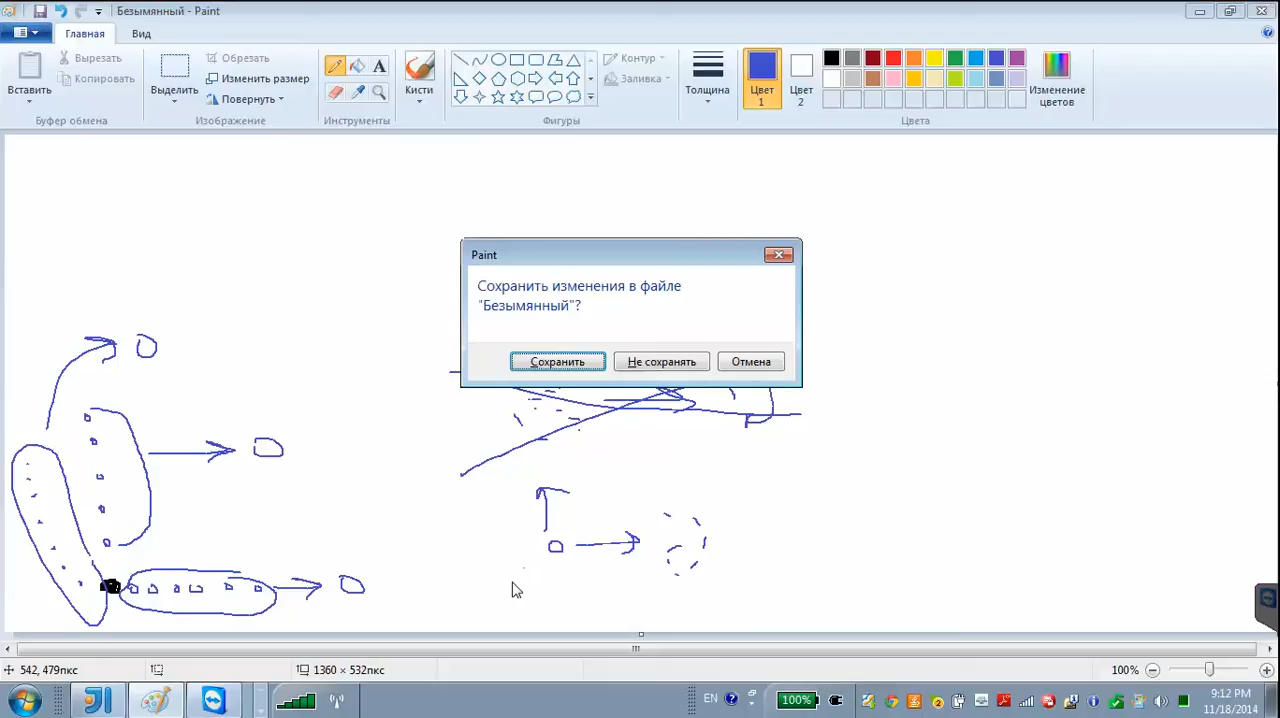 Безымянный - Paint
Главная
Вид
Вставить
Вырезать
Копировать
Буфер обмена
Выделить
Обрезать
Изменить размер
Повернуть
Изображение
A
Инструменты
Кисти
Контур
Заливка
Фигуры
Толщина
Цвет
1
Цвет
2
Изменение
цветов
Цвета
Paint
Сохранить изменения в файле
"Безымянный"?
Сохранить
Не сохранять
Отмена
542, 479пкс
1360 × 532пкс
100%
EN
100%
9:12 PM
11/18/2014